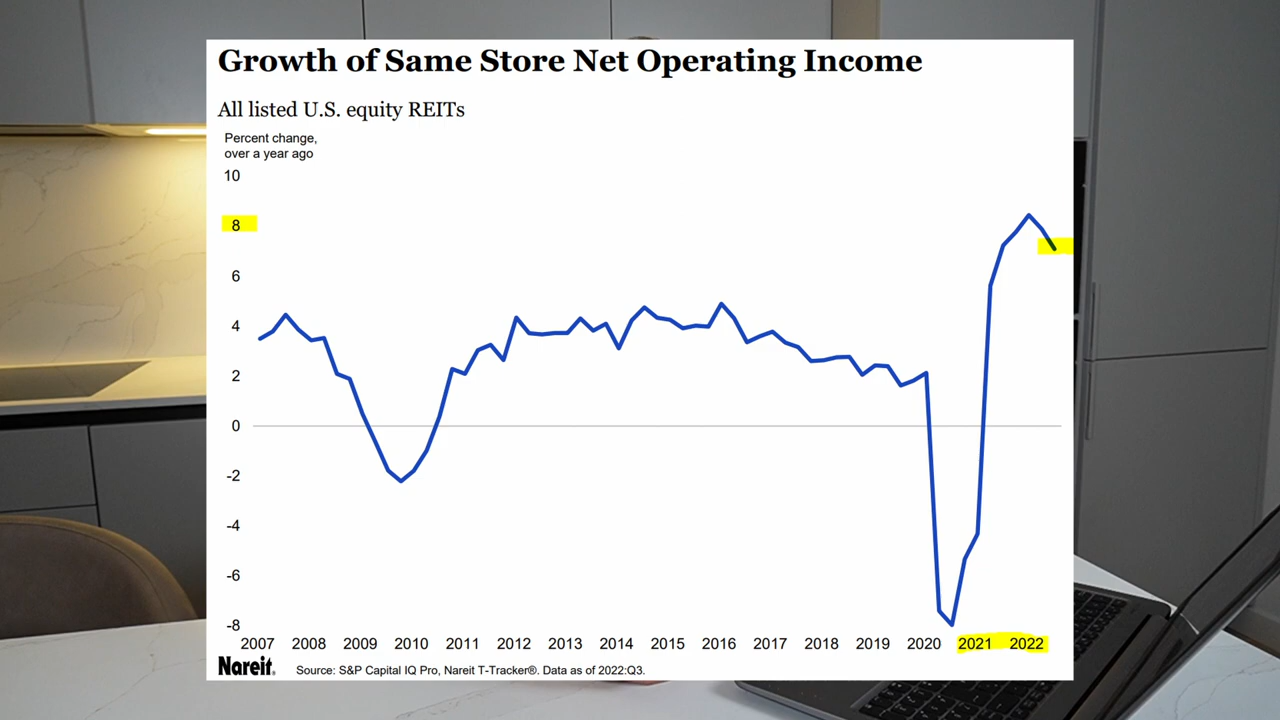 Growth of Same Store Net Operating Income
All listed U.S. equity REITs
Percent change,
over a year ago
10
8
6
4
2
0
-2
-4
-6
-8
2007 2008 2009 2010 2011 2012 2013 2014 2015 2016 2017 2018 2019 2020 2021 2022
Nareit® Source: S&P Capital IQ Pro, Nareit T-Tracker®. Data as of 2022:Q3.